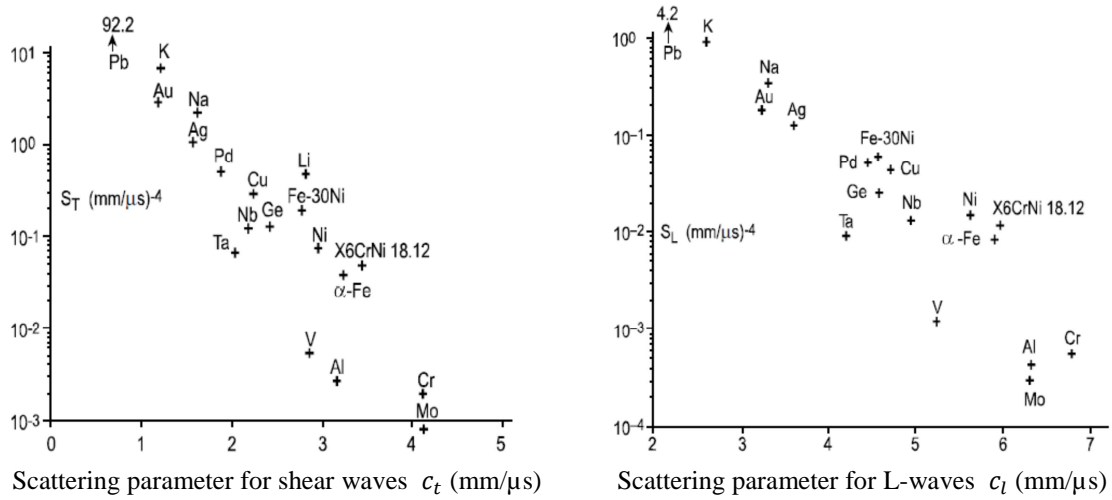 92.2
10¹
Pb
K
Au
Na
Ag
10⁰
Pd
Li
Cu
Fe-30Ni
S_T (mm/μs)⁻⁴
Nb
Ge
10⁻¹
Ta
Ni
X6CrNi 18.12
α-Fe
10⁻²
V
Al
Cr
Mo
10⁻³
0 1 2 3 4 5
Scattering parameter for shear waves c_t (mm/μs)
4.2
10⁰
Pb
K
Na
Au
Ag
10⁻¹
Fe-30Ni
Pd
Cu
Ge
Ta
Nb
Ni
X6CrNi 18.12
S_L (mm/μs)⁻⁴
10⁻²
α -Fe
V
10⁻³
Al
Cr
Mo
10⁻⁴
2 3 4 5 6 7
Scattering parameter for L-waves c_l (mm/μs)